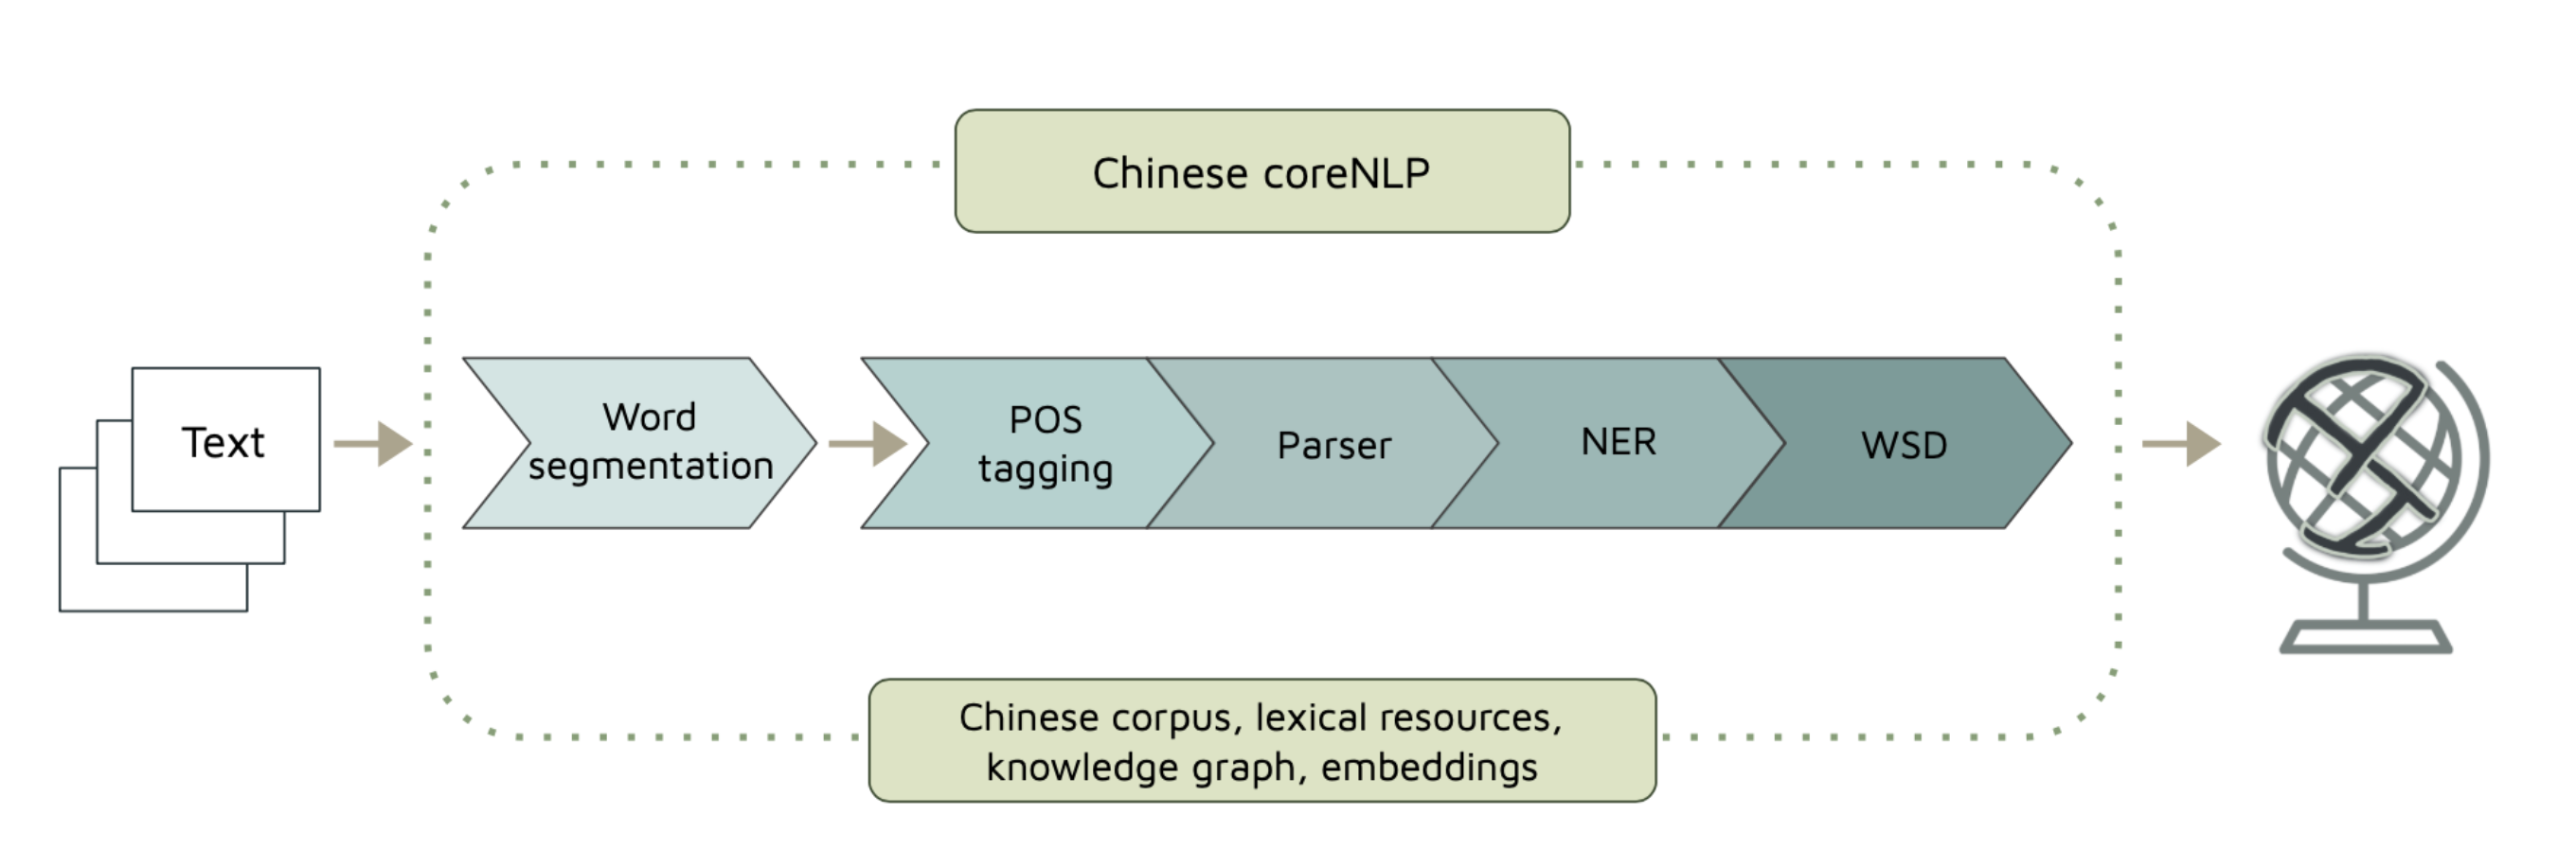 Chinese coreNLP
Text
Word
segmentation
POS
tagging
Parser
NER
WSD
Chinese corpus, lexical resources,
knowledge graph, embeddings